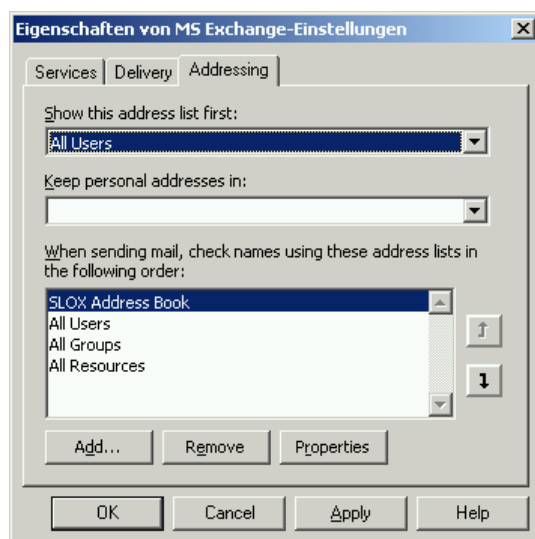 Eigenschaften von MS Exchange-Einstellungen
Services Delivery Addressing
Show this address list first:
All Users
Keep personal addresses in:
When sending mail, check names using these address lists in
the following order:
SLOX Address Book
All Users
All Groups
All Resources
Add... Remove Properties
OK Cancel Apply Help